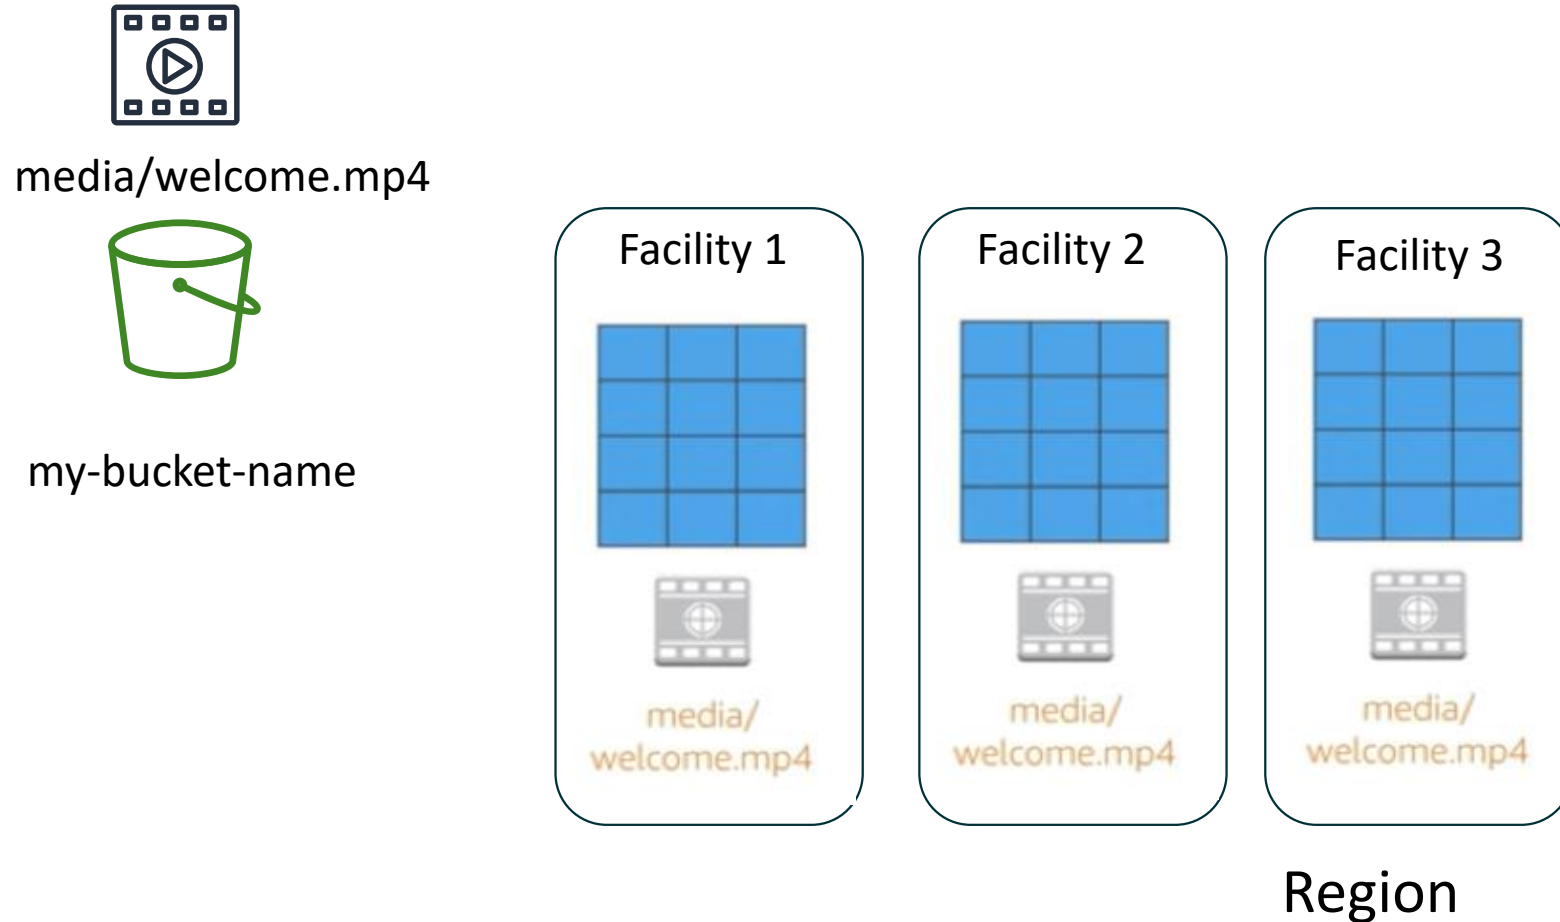 media/welcome.mp4
my-bucket-name
Facility 1
media/
welcome.mp4
Facility 2
media/
welcome.mp4
Facility 3
media/
welcome.mp4
Region